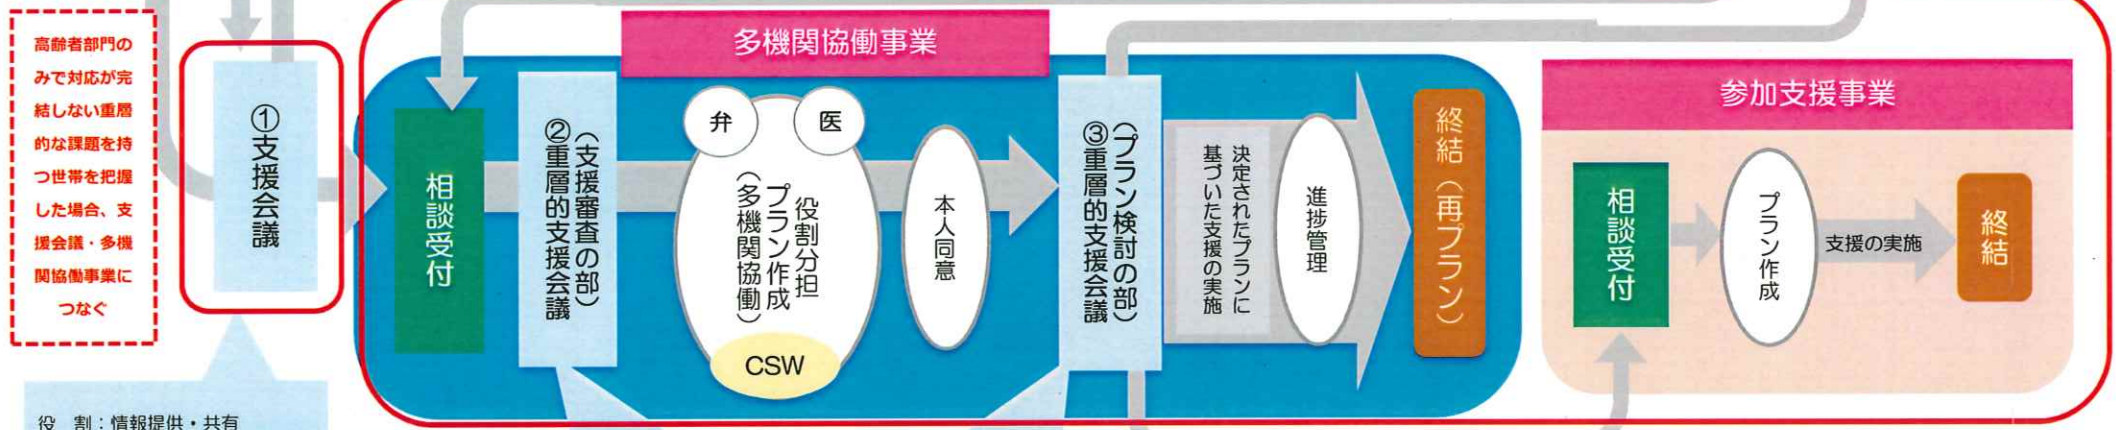 高齢者部門の
みで対応が完
結しない重層
的な課題を持
つ世帯を把握
した場合、支
援会議・多機
関協働事業に
つなぐ
①支援会議
役　割：情報提供・共有
多機関協働事業
相談受付
②重層的支援会議
（支援審査の部）
弁
医
役割分担
プラン作成
（多機関協働）
CSW
本人同意
③重層的支援会議
（プラン検討の部）
決定されたプランに
基づいた支援の実施
進捗管理
終結（再プラン）
参加支援事業
相談受付
プラン作成
支援の実施
終結